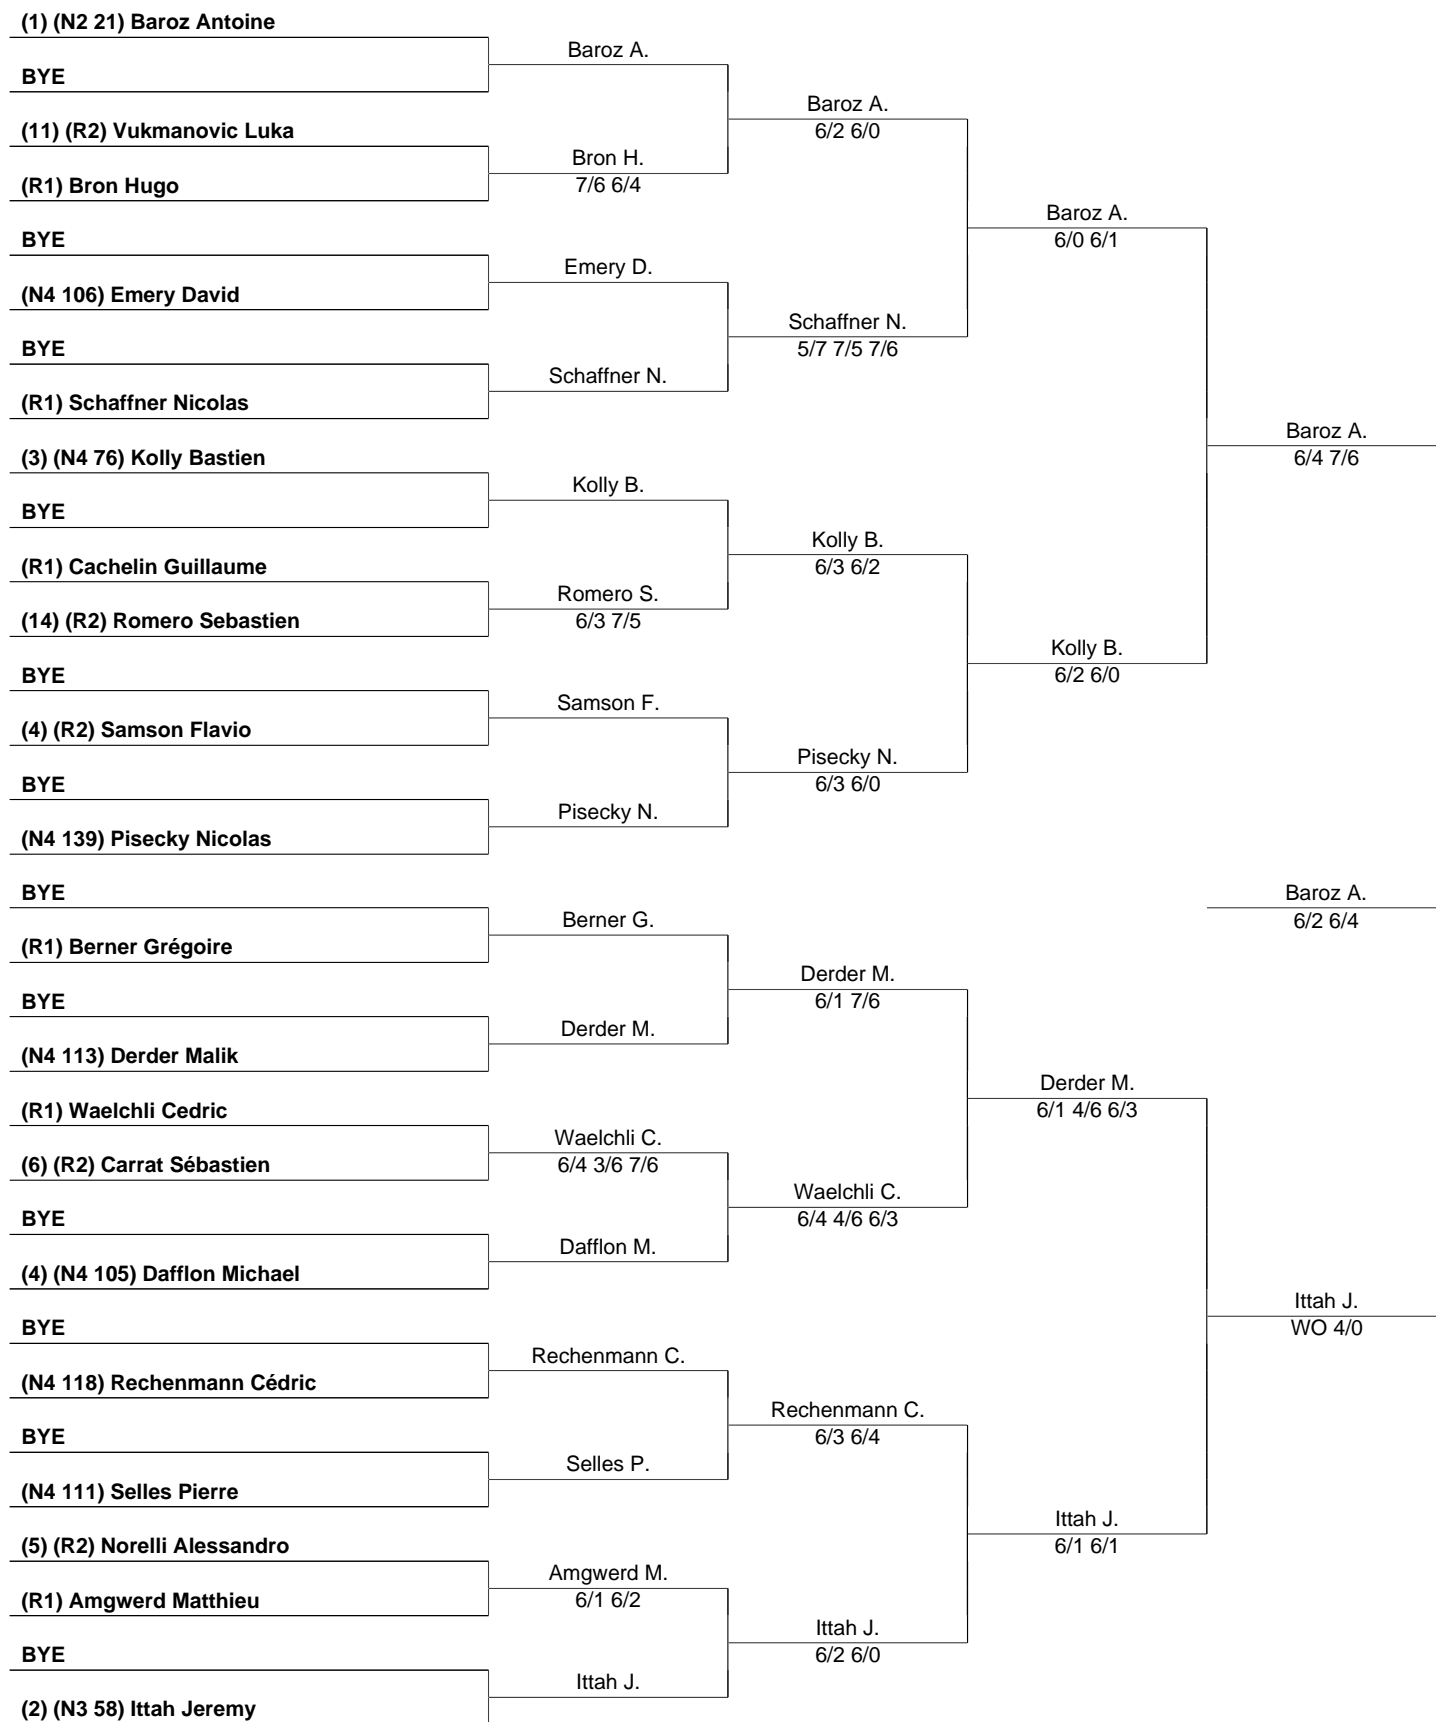 (1) (N2 21) Baroz Antoine
BYE
(11) (R2) Vukmanovic Luka
(R1) Bron Hugo
BYE
(N4 106) Emery David
BYE
(R1) Schaffner Nicolas
(3) (N4 76) Kolly Bastien
BYE
(R1) Cachelin Guillaume
(14) (R2) Romero Sebastien
BYE
(4) (R2) Samson Flavio
BYE
(N4 139) Pisecky Nicolas
BYE
(R1) Berner Grégoire
BYE
(N4 113) Derder Malik
(R1) Waelchli Cedric
(6) (R2) Carrat Sébastien
BYE
(4) (N4 105) Dafflon Michael
BYE
(N4 118) Rechenmann Cédric
BYE
(N4 111) Selles Pierre
(5) (R2) Norelli Alessandro
(R1) Amgwerd Matthieu
BYE
(2) (N3 58) Ittah Jeremy
Baroz A.
Bron H.
7/6 6/4
Emery D.
Schaffner N.
Kolly B.
Romero S.
6/3 7/5
Samson F.
Pisecky N.
Berner G.
Derder M.
Waelchli C.
6/4 3/6 7/6
Dafflon M.
Rechenmann C.
Selles P.
Amgwerd M.
6/1 6/2
Ittah J.
Baroz A.
6/2 6/0
Schaffner N.
5/7 7/5 7/6
Kolly B.
6/3 6/2
Pisecky N.
6/3 6/0
Derder M.
6/1 7/6
Waelchli C.
6/4 4/6 6/3
Rechenmann C.
6/3 6/4
Ittah J.
6/2 6/0
Baroz A.
6/0 6/1
Kolly B.
6/2 6/0
Derder M.
6/1 4/6 6/3
Ittah J.
6/1 6/1
Baroz A.
6/4 7/6
Baroz A.
6/2 6/4
Ittah J.
WO 4/0